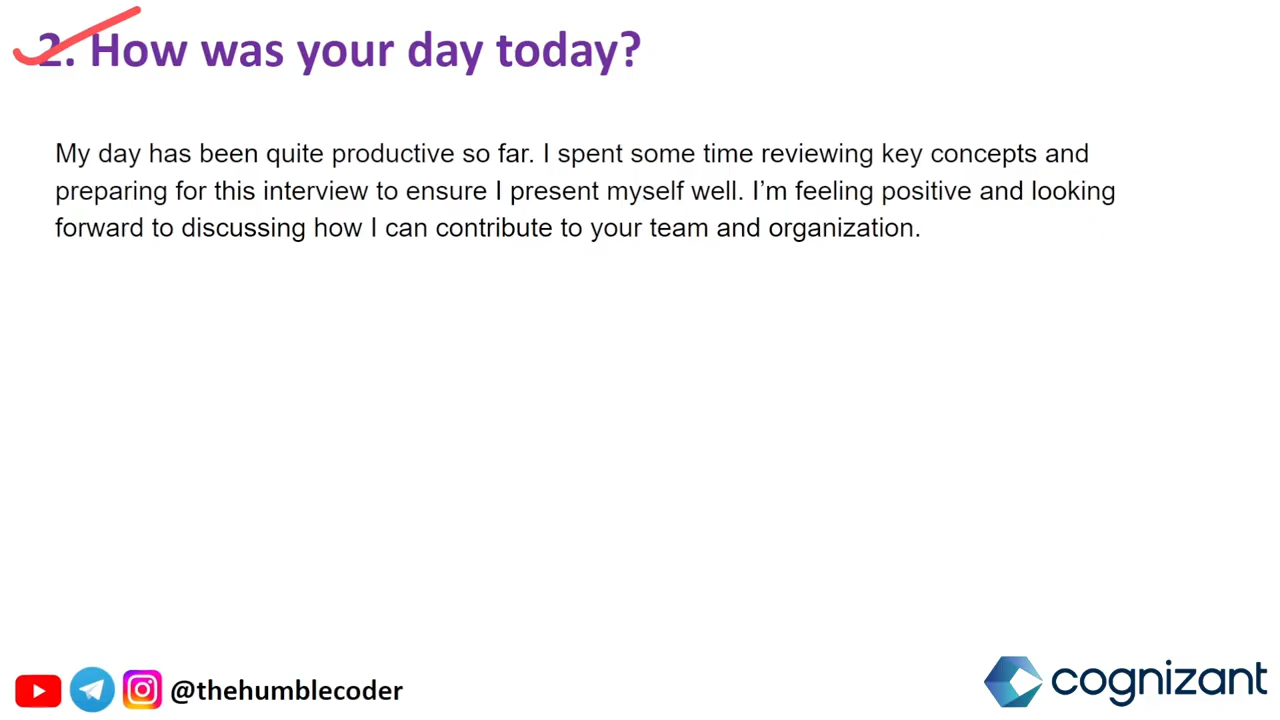 2. How was your day today?
My day has been quite productive so far. I spent some time reviewing key concepts and
preparing for this interview to ensure I present myself well. I’m feeling positive and looking
forward to discussing how I can contribute to your team and organization.
@thehumblecoder
cognizant